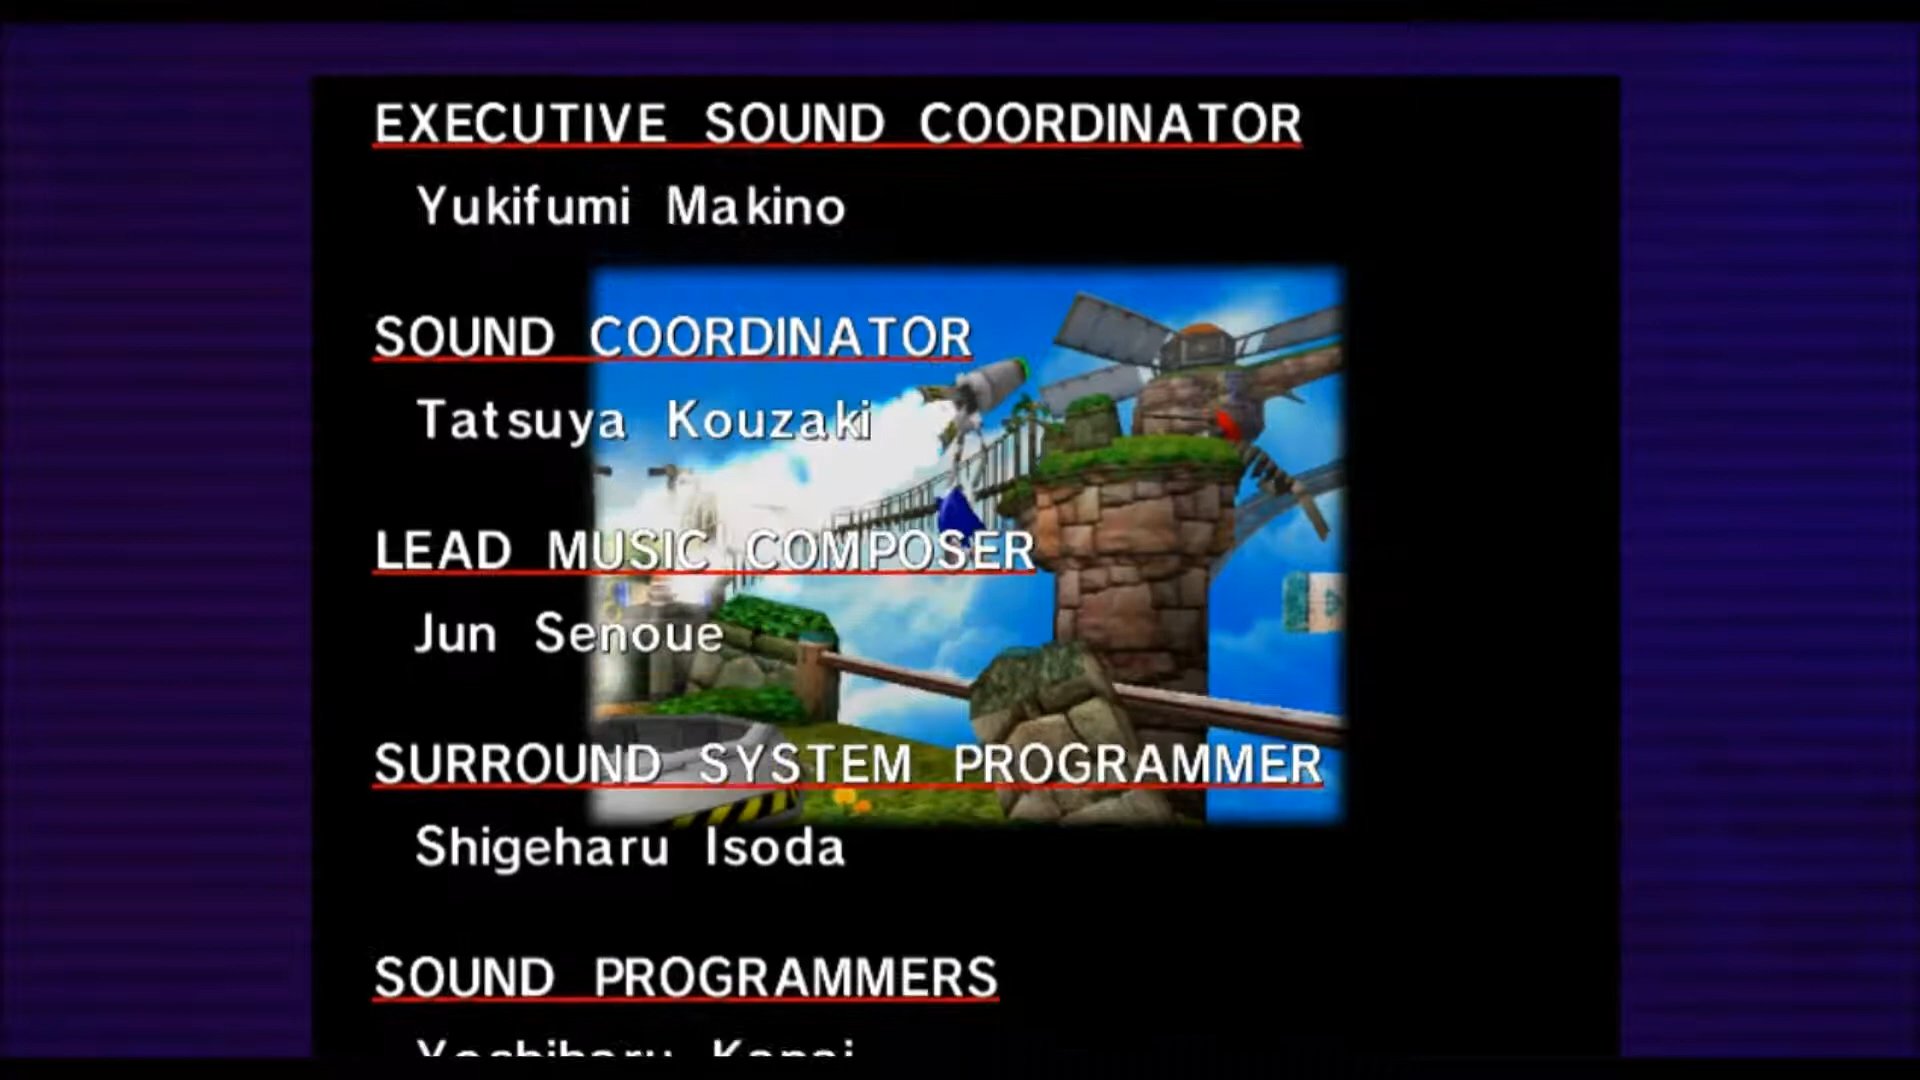 EXECUTIVE SOUND COORDINATOR
Yukifumi Makino
SOUND COORDINATOR
Tatsuya Kouzaki
LEAD MUSIC COMPOSER
Jun Senoue
SURROUND SYSTEM PROGRAMMER
Shigeharu Isoda
SOUND PROGRAMMERS